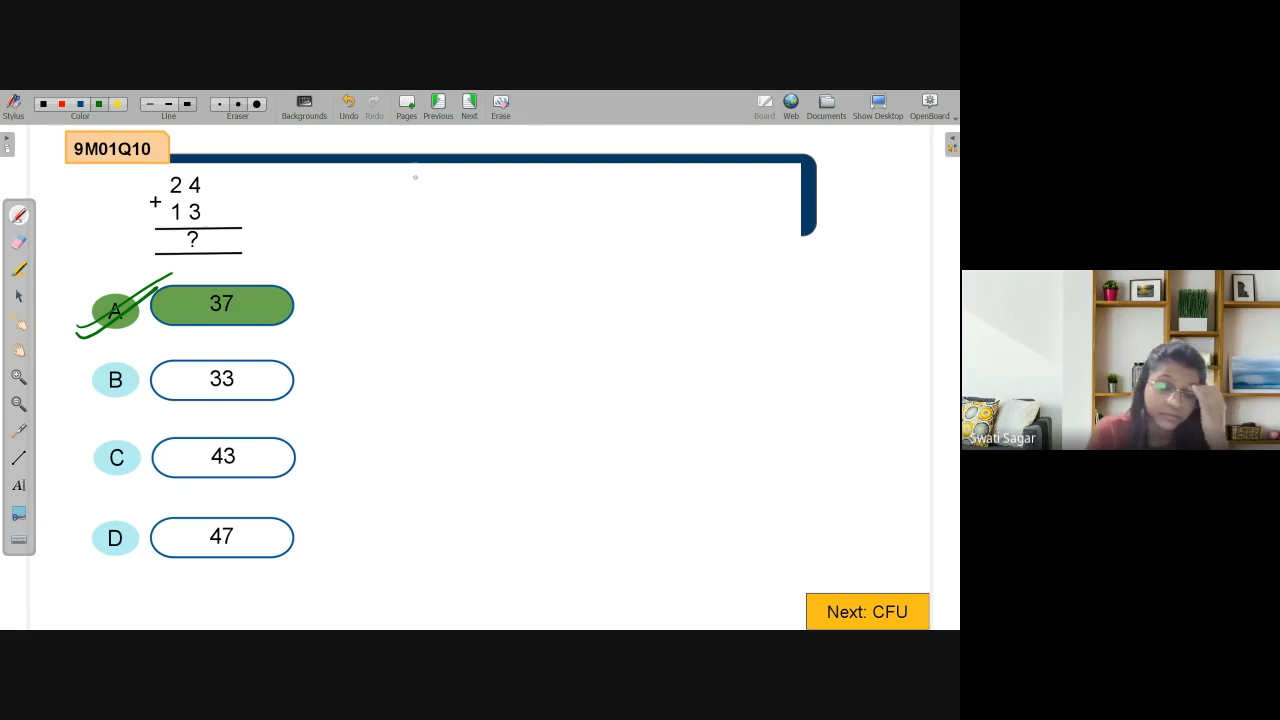 Stylus
Color
Line
Eraser
Backgrounds
Undo
Redo
Pages
Previous
Next
Erase
Board
Web
Documents
Show Desktop
OpenBoard
9M01Q10
2 4
+
1 3
?
A 37
B 33
C 43
D 47
Next: CFU
AI
Swati Sagar